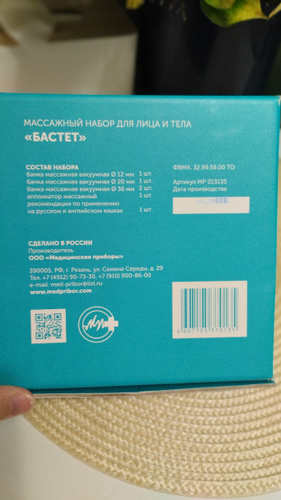 МАССАЖНЫЙ НАБОР ДЛЯ ЛИЦА И ТЕЛА
«БАСТЕТ»
СОСТАВ НАБОРА
банка массажная вакуумная Ø 12 мм 1 шт.
банка массажная вакуумная Ø 20 мм 1 шт.
банка массажная вакуумная Ø 36 мм 2 шт.
аппликатор массажный 1 шт.
рекомендации по применению
на русском и английском языках 1 шт.
ФВМК. 32.99.59.00 ТО
Артикул МР 013135
Дата производства
СДЕЛАНО В РОССИИ
Производитель
ООО «Медицинские приборы»
390005, РФ, г. Рязань, ул. Семена Середы, д. 29
Тел. +7 (4912) 90-73-30, +7 (910) 900-86-00
e-mail: med-pribor@list.ru
www.medpribor.com